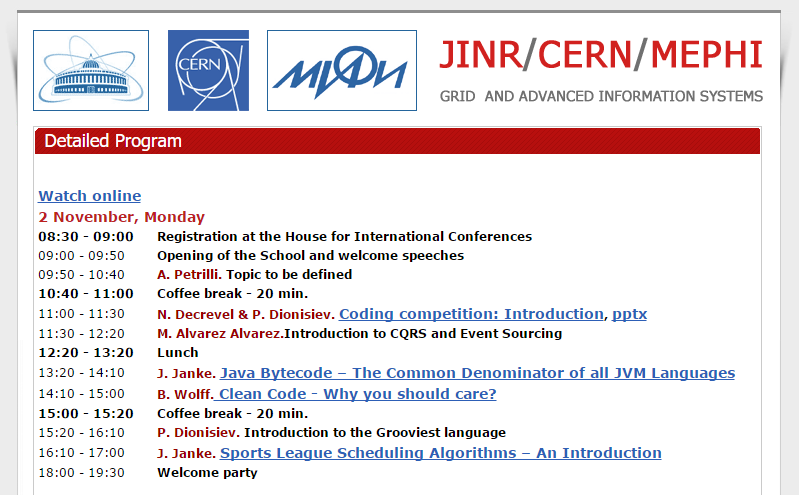 CERN
МИФИ
JINR/CERN/MEPHI
GRID AND ADVANCED INFORMATION SYSTEMS
Detailed Program
Watch online
2 November, Monday
08:30 - 09:00 Registration at the House for International Conferences
09:00 - 09:50 Opening of the School and welcome speeches
09:50 - 10:40 A. Petrilli. Topic to be defined
10:40 - 11:00 Coffee break - 20 min.
11:00 - 11:30 N. Decrevel & P. Dionisiev. Coding competition: Introduction, pptx
11:30 - 12:20 M. Alvarez Alvarez.Introduction to CQRS and Event Sourcing
12:20 - 13:20 Lunch
13:20 - 14:10 J. Janke. Java Bytecode – The Common Denominator of all JVM Languages
14:10 - 15:00 B. Wolff. Clean Code - Why you should care?
15:00 - 15:20 Coffee break - 20 min.
15:20 - 16:10 P. Dionisiev. Introduction to the Grooviest language
16:10 - 17:00 J. Janke. Sports League Scheduling Algorithms – An Introduction
18:00 - 19:30 Welcome party